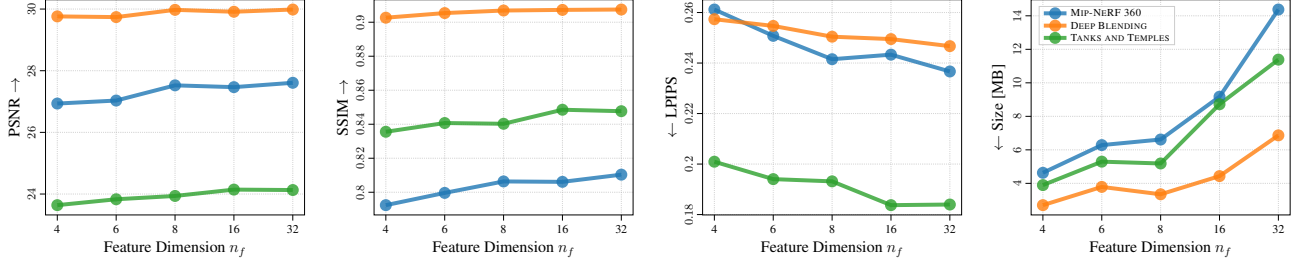 PSNR →
30
28
26
24
4 6 8 16 32
Feature Dimension n_f
SSIM →
0.9
0.88
0.86
0.84
0.82
0.8
4 6 8 16 32
Feature Dimension n_f
← LPIPS
0.26
0.24
0.22
0.2
0.18
4 6 8 16 32
Feature Dimension n_f
← Size [MB]
14
12
10
8
6
4
MIP-NERF 360
DEEP BLENDING
TANKS AND TEMPLES
4 6 8 16 32
Feature Dimension n_f